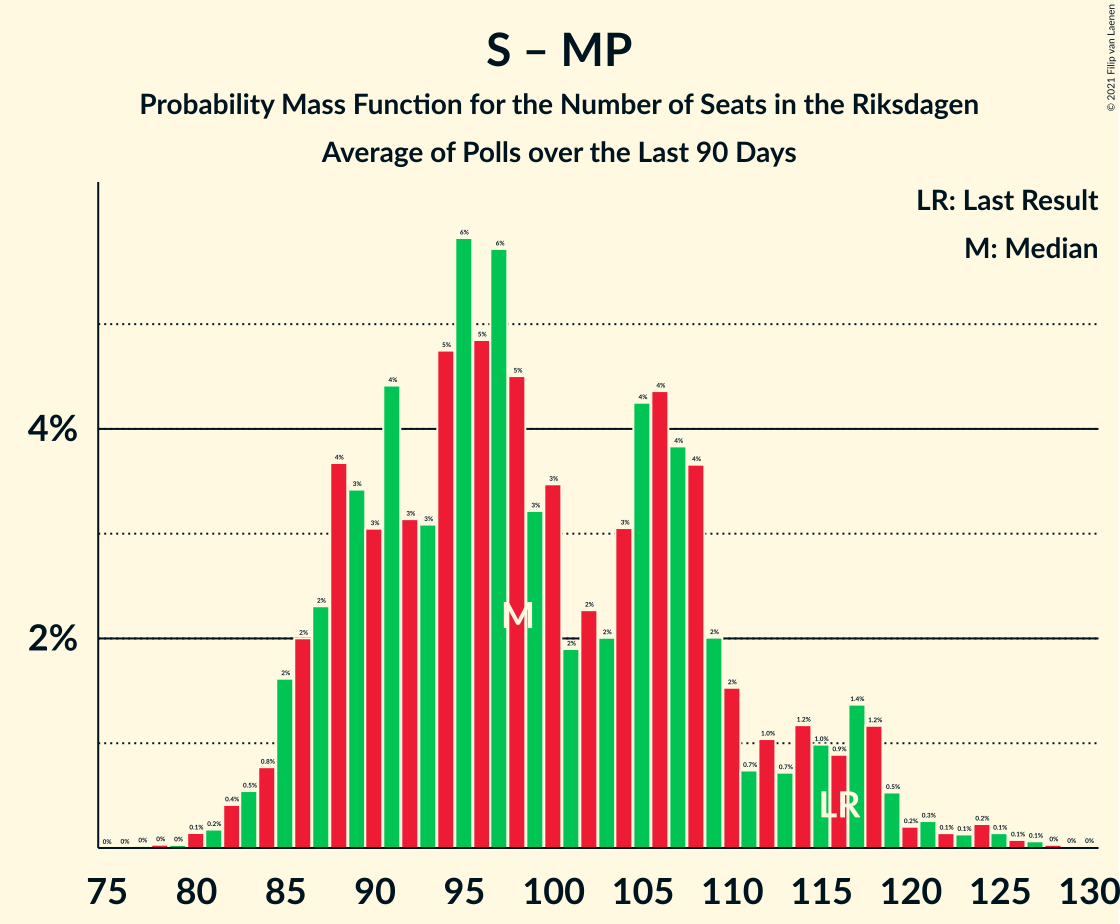 S – MP
Probability Mass Function for the Number of Seats in the Riksdagen
Average of Polls over the Last 90 Days
© 2021 Filip van Laenen
LR: Last Result
M: Median
4%
2%
0% 0% 0% 0% 0% 0.1% 0.2% 0.4% 0.5% 0.8% 2% 2% 2% 4% 3% 3% 4% 3% 3% 5% 6% 5% 6% 5% 3% 3% 2% 2% 2% 3% 4% 4% 4% 4% 2% 2% 0.7% 1.0% 0.7% 1.2% 1.0% 0.9% 1.4% 1.2% 0.5% 0.2% 0.3% 0.1% 0.1% 0.2% 0.1% 0.1% 0.1% 0% 0% 0%
M
LR
75 80 85 90 95 100 105 110 115 120 125 130